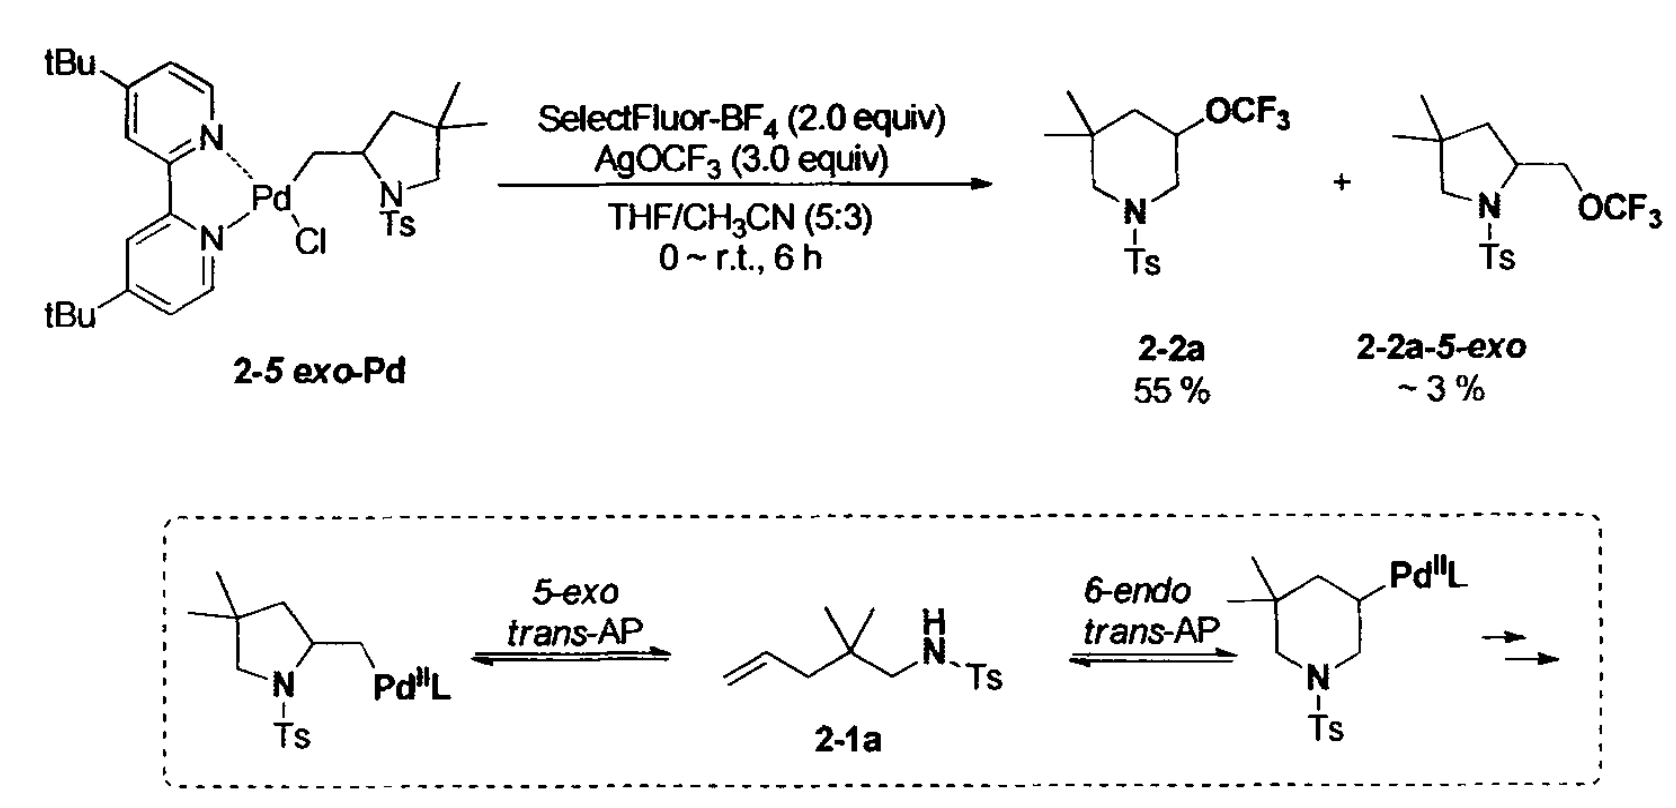 tBu
N
N
Pd
Cl
N
Ts
tBu
2-5 exo-Pd
SelectFluor-BF4 (2.0 equiv)
AgOCF3 (3.0 equiv)
THF/CH3CN (5:3)
0 ~ r.t., 6 h
OCF3
N
Ts
2-2a
55 %
+
N
OCF3
Ts
2-2a-5-exo
~ 3 %
N
PdIIL
Ts
5-exo
trans-AP
H
N
Ts
2-1a
6-endo
trans-AP
PdIIL
N
Ts